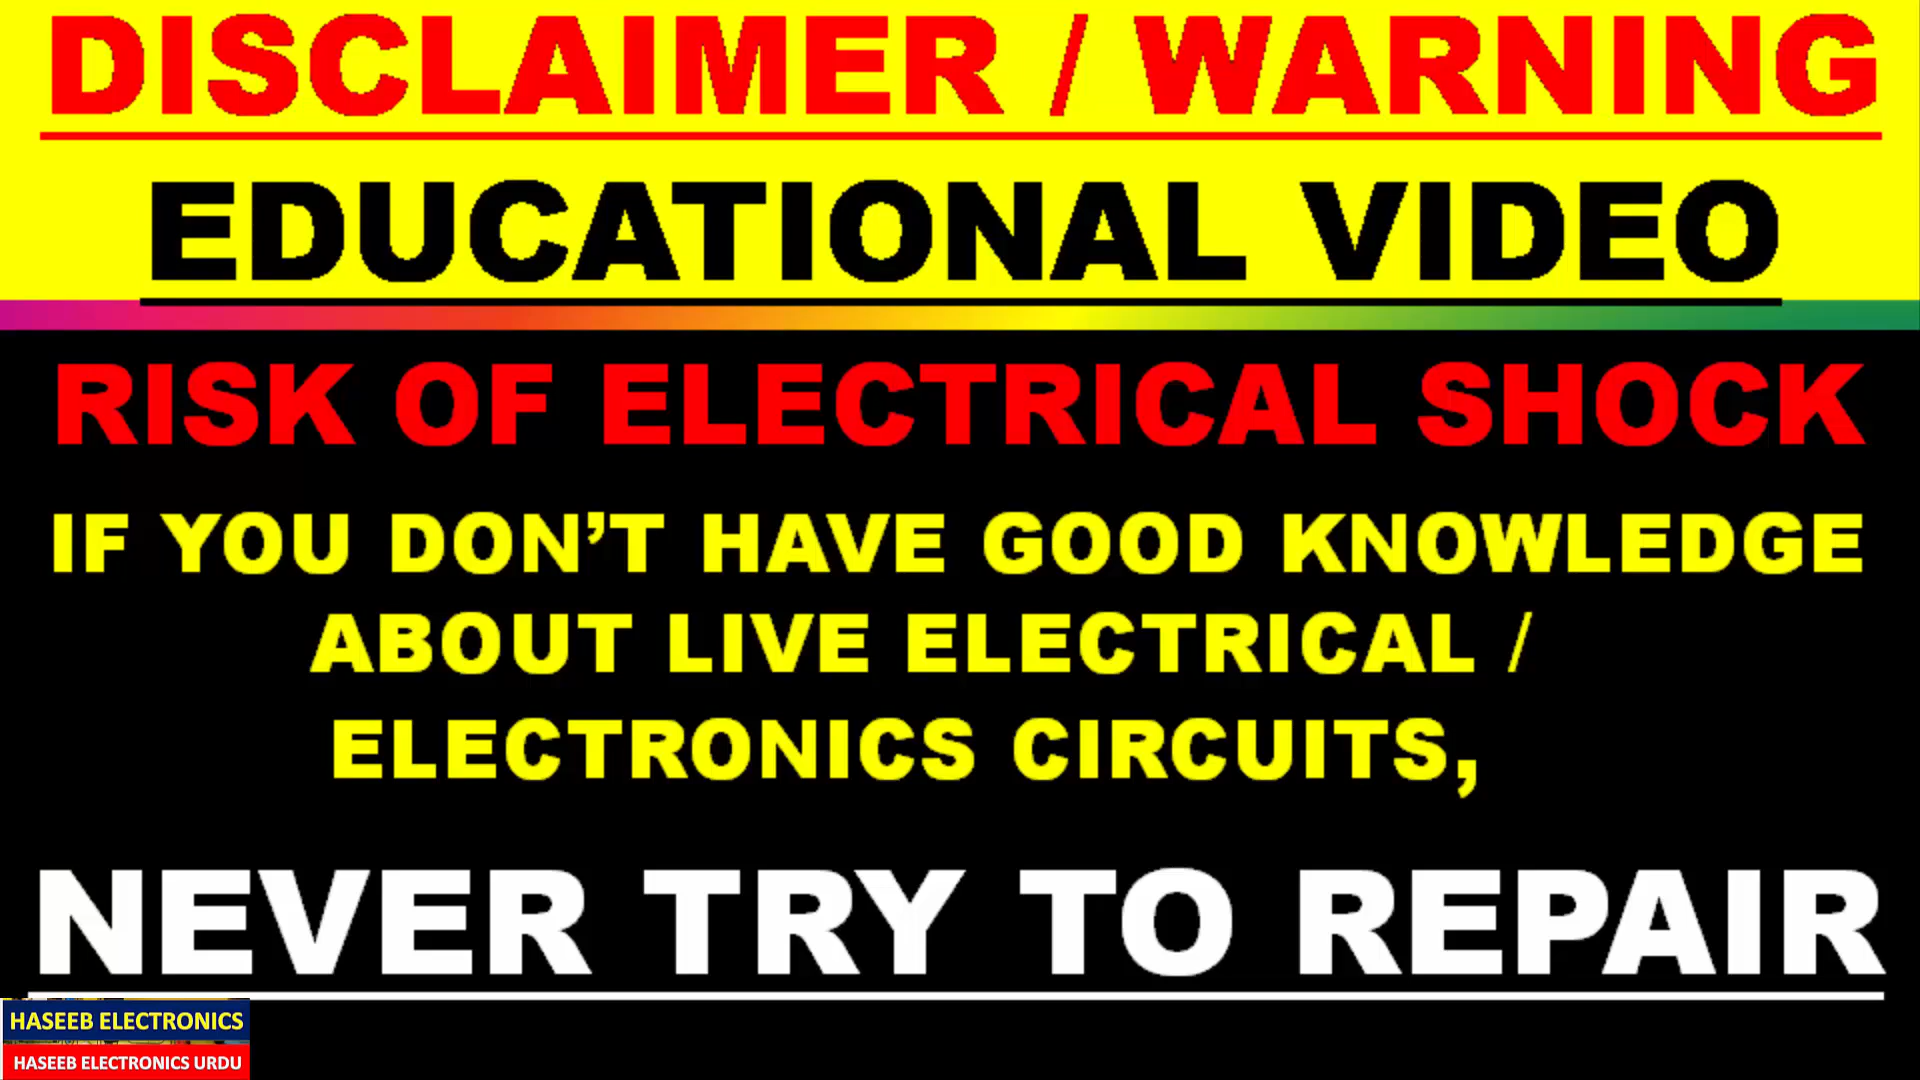 DISCLAIMER / WARNING
EDUCATIONAL VIDEO
RISK OF ELECTRICAL SHOCK
IF YOU DON’T HAVE GOOD KNOWLEDGE
ABOUT LIVE ELECTRICAL /
ELECTRONICS CIRCUITS,
NEVER TRY TO REPAIR
HASEEB ELECTRONICS
HASEEB ELECTRONICS URDU